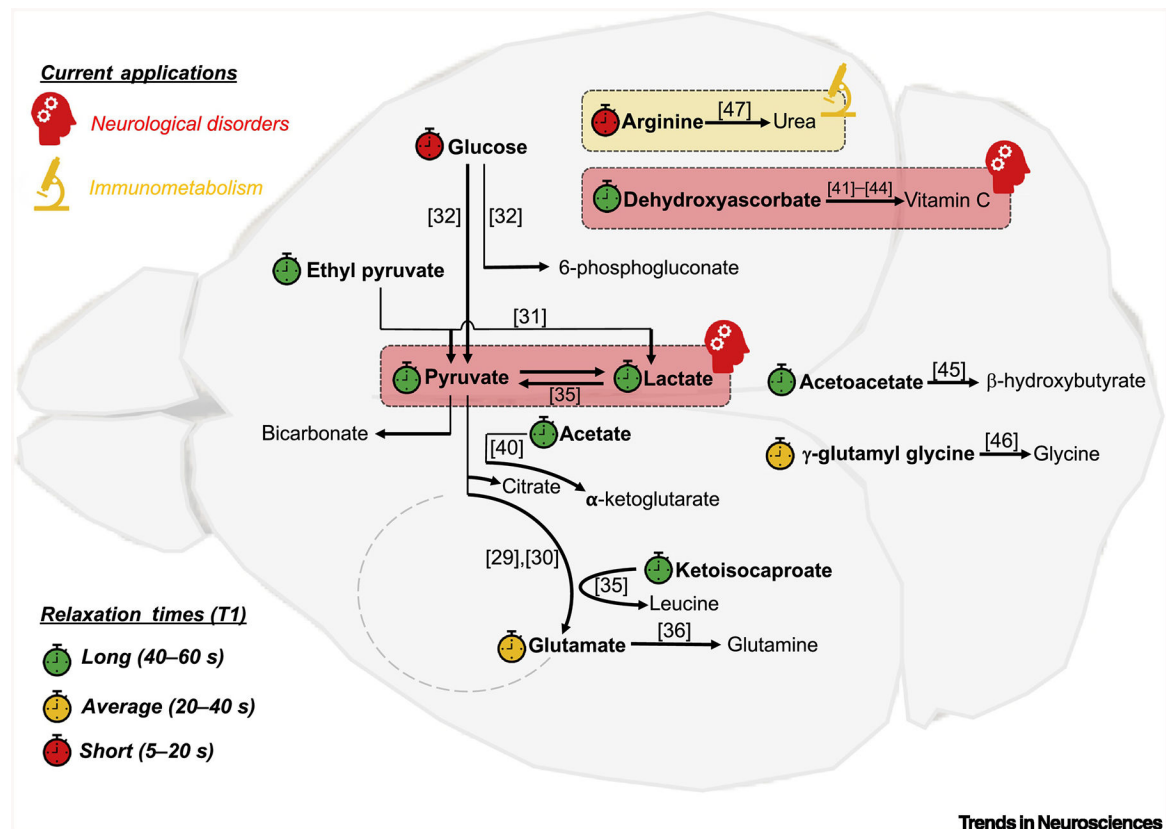 Current applications
Neurological disorders
Immunometabolism
Arginine [47] Urea
Glucose
Dehydroxyascorbate [41]–[44] Vitamin C
[32] [32]
Ethyl pyruvate
6-phosphogluconate
[31]
Pyruvate [35] Lactate
Acetoacetate [45] β-hydroxybutyrate
Bicarbonate
Acetate
[40]
γ-glutamyl glycine [46] Glycine
Citrate
α-ketoglutarate
[29],[30]
Ketoisocaproate
[35]
Leucine
Glutamate [36] Glutamine
Relaxation times (T1)
Long (40–60 s)
Average (20–40 s)
Short (5–20 s)
Trends in Neurosciences